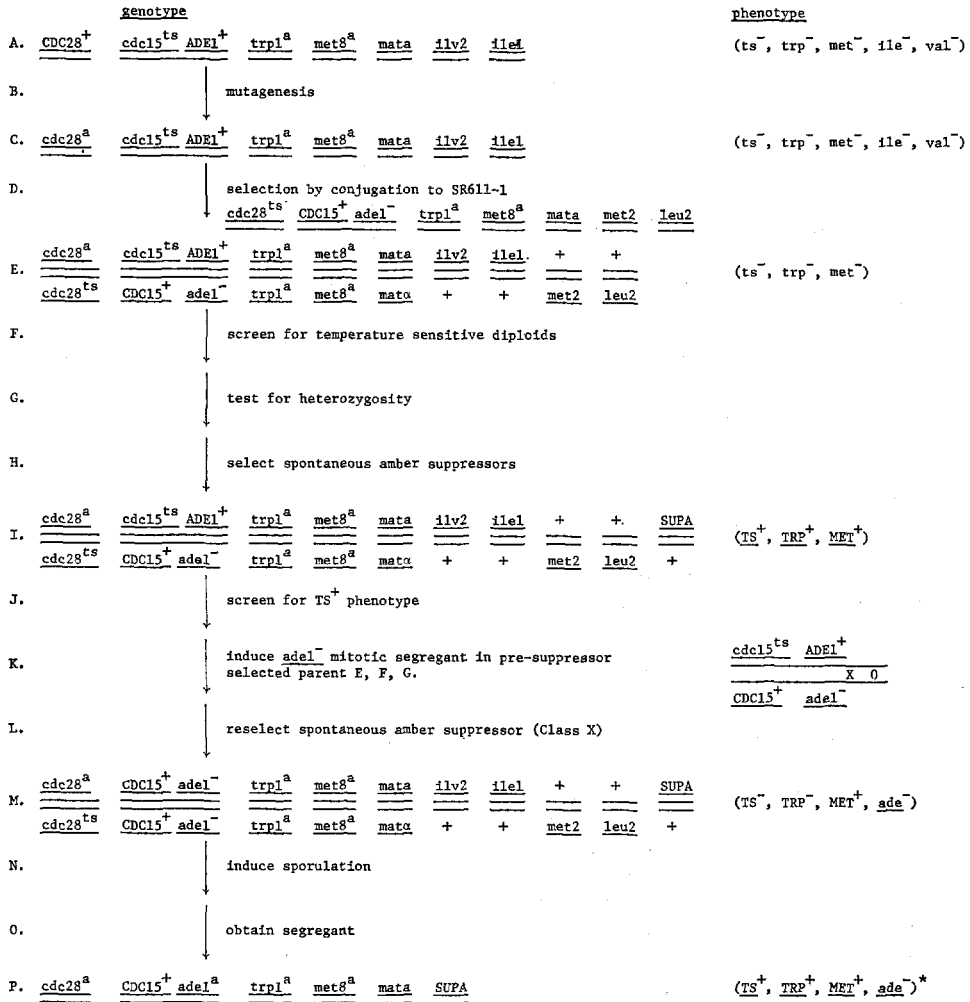 genotype phenotype
A. CDC28+ cdc15ts ADE1+ trp1a met8a mata ilv2 ile1 (ts-, trp-, met-, ile-, val-)
B. mutagenesis
C. cdc28a cdc15ts ADE1+ trp1a met8a mata ilv2 ile1 (ts-, trp-, met-, ile-, val-)
D. selection by conjugation to SR611-1
cdc28ts CDC15+ ade1- trp1a met8a mata met2 leu2
E. cdc28a cdc15ts ADE1+ trp1a met8a mata ilv2 ile1. + + (ts-, trp-, met-)
cdc28ts CDC15+ ade1- trp1a met8a matα + + met2 leu2
F. screen for temperature sensitive diploids
G. test for heterozygosity
H. select spontaneous amber suppressors
I. cdc28a cdc15ts ADE1+ trp1a met8a mata ilv2 ile1 + +. SUPA (TS+, TRP+, MET+)
cdc28ts CDC15+ ade1- trp1a met8a matα + + met2 leu2 +
J. screen for TS+ phenotype
K. induce ade1- mitotic segregant in pre-suppressor
selected parent E, F, G.
cdc15ts ADE1+
X O
CDC15+ ade1-
L. reselect spontaneous amber suppressor (Class X)
M. cdc28a CDC15+ ade1- trp1a met8a mata ilv2 ile1 + + SUPA (TS-, TRP-, MET+, ade-)
cdc28ts CDC15+ ade1- trp1a met8a matα + + met2 leu2 +
N. induce sporulation
O. obtain segregant
P. cdc28a CDC15+ ade1a trp1a met8a mata SUPA (TS+, TRP+, MET+, ade-)*